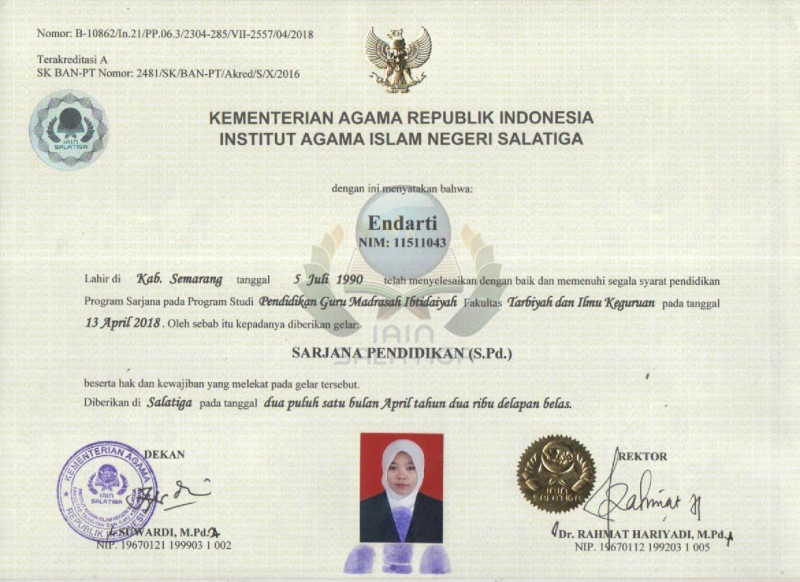 Nomor: B-10862/In.21/PP.06.3/2304-285/VII-2557/04/2018
Terakreditasi A
SK BAN-PT Nomor: 2481/SK/BAN-PT/Akred/S/X/2016
IAIN
SALATIGA
KEMENTERIAN AGAMA REPUBLIK INDONESIA
INSTITUT AGAMA ISLAM NEGERI SALATIGA
dengan ini menyatakan bahwa:
Endarti
NIM: 11511043
Lahir di Kab. Semarang tanggal 5 Juli 1990 telah menyelesaikan dengan baik dan memenuhi segala syarat pendidikan
Program Sarjana pada Program Studi Pendidikan Guru Madrasah Ibtidaiyah Fakultas Tarbiyah dan Ilmu Keguruan pada tanggal
13 April 2018. Oleh sebab itu kepadanya diberikan gelar:
IAIN
SALATIGA
SARJANA PENDIDIKAN (S.Pd.)
beserta hak dan kewajiban yang melekat pada gelar tersebut.
Diberikan di Salatiga pada tanggal dua puluh satu bulan April tahun dua ribu delapan belas.
DEKAN
KEMENTERIAN AGAMA
IAIN
SALATIGA
REPUBLIK INDONESIA
SUWARDI, M.Pd.
NIP. 19670121 199903 1 002
REKTOR
IAIN
SALATIGA
Rahmat H
Dr. RAHMAT HARIYADI, M.Pd.
NIP. 19670112 199203 1 005